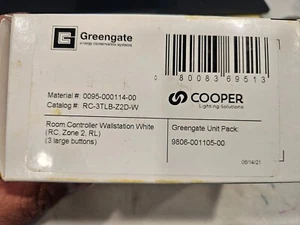 Greengate
energy conservation systems
0 80083 69513
Material #: 0095-000114-00
Catalog #: RC-3TLB-Z2D-W
COOPER
Lighting Solutions
Room Controller Wallstation White
(RC, Zone 2, RL)
(3 large buttons)
Greengate Unit Pack:
9806-001105-00
06/14/21